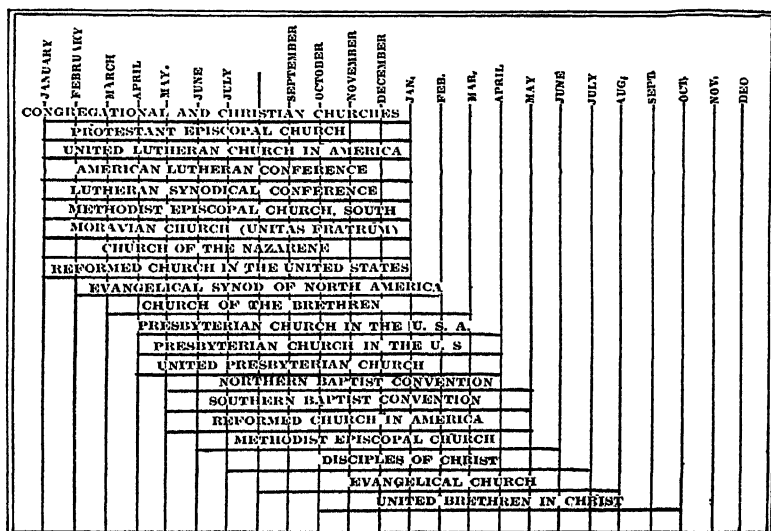 JANUARY
FEBRUARY
MARCH
APRIL
MAY.
JUNE
JULY
SEPTEMBER
OCTOBER
NOVEMBER
DECEMBER
JAN.
FEB.
MAR.
APRIL
MAY
JUNE
JULY
AUG.
SEPT.
OCT.
NOV.
DEC
CONGREGATIONAL AND CHRISTIAN CHURCHES
PROTESTANT EPISCOPAL CHURCH
UNITED LUTHERAN CHURCH IN AMERICA
AMERICAN LUTHERAN CONFERENCE
LUTHERAN SYNODICAL CONFERENCE
METHODIST EPISCOPAL CHURCH, SOUTH
MORAVIAN CHURCH (UNITAS FRATRUM)
CHURCH OF THE NAZARENE
REFORMED CHURCH IN THE UNITED STATES
EVANGELICAL SYNOD OF NORTH AMERICA
CHURCH OF THE BRETHREN
PRESBYTERIAN CHURCH IN THE U. S. A.
PRESBYTERIAN CHURCH IN THE U. S
UNITED PRESBYTERIAN CHURCH
NORTHERN BAPTIST CONVENTION
SOUTHERN BAPTIST CONVENTION
REFORMED CHURCH IN AMERICA
METHODIST EPISCOPAL CHURCH
DISCIPLES OF CHRIST
EVANGELICAL CHURCH
UNITED BRETHREN IN CHRIST